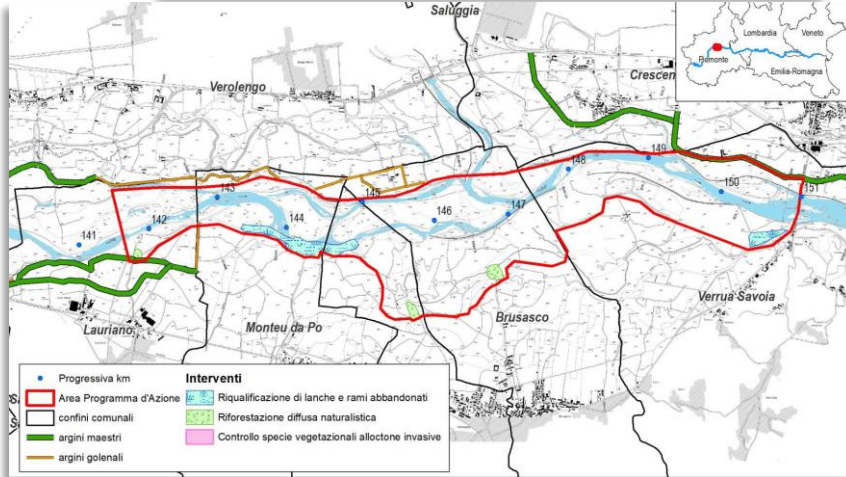 Saluggia
Lombardia
Veneto
Piemonte
Emilia-Romagna
Verolengo
Crescen
149
148
143
145
150
151
147
142
144
146
141
Verrua Savoia
Lauriano
Monteu da Po
Brusasco
Progressiva km
Area Programma d'Azione
confini comunali
argini maestri
argini golenali
Interventi
Riqualificazione di lanche e rami abbandonati
Riforestazione diffusa naturalistica
Controllo specie vegetazionali alloctone invasive